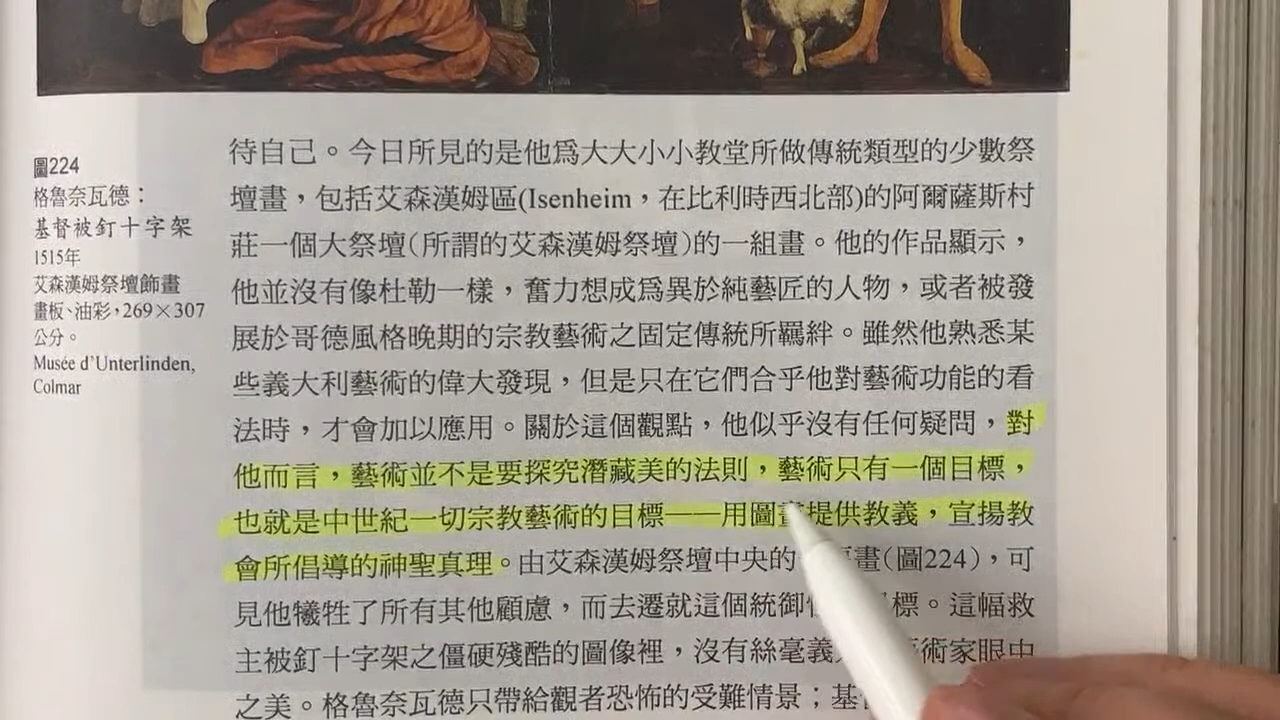 圖224
格魯奈瓦德：
基督被釘十字架
1515年
艾森漢姆祭壇飾畫
畫板、油彩，269×307
公分。
Musée d'Unterlinden,
Colmar
待自己。今日所見的是他爲大大小小教堂所做傳統類型的少數祭
壇畫，包括艾森漢姆區(Isenheim，在比利時西北部)的阿爾薩斯村
莊一個大祭壇(所謂的艾森漢姆祭壇)的一組畫。他的作品顯示，
他並沒有像杜勒一樣，奮力想成爲異於純藝匠的人物，或者被發
展於哥德風格晚期的宗教藝術之固定傳統所羈絆。雖然他熟悉某
些義大利藝術的偉大發現，但是只在它們合乎他對藝術功能的看
法時，才會加以應用。關於這個觀點，他似乎沒有任何疑問，對
他而言，藝術並不是要探究潛藏美的法則，藝術只有一個目標，
也就是中世紀一切宗教藝術的目標——用圖畫提供教義，宣揚教
會所倡導的神聖真理。由艾森漢姆祭壇中央的一幅畫(圖224)，可
見他犧牲了所有其他顧慮，而去遷就這個統御 目標。這幅救
主被釘十字架之僵硬殘酷的圖像裡，沒有絲毫義 藝術家眼中
之美。格魯奈瓦德只帶給觀者恐怖的受難情景；基